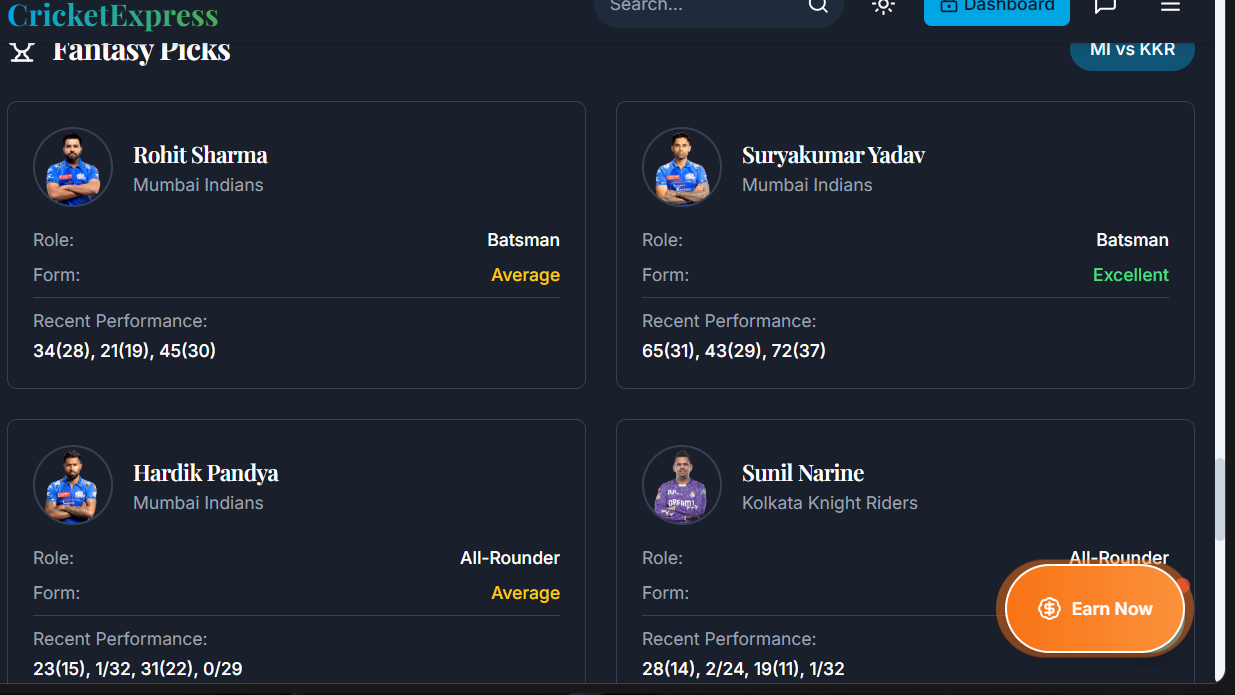 CricketExpress
Search...
Dashboard
Fantasy Picks
MI vs KKR
Rohit Sharma
Mumbai Indians
Role: Batsman
Form: Average
Recent Performance:
34(28), 21(19), 45(30)
Suryakumar Yadav
Mumbai Indians
Role: Batsman
Form: Excellent
Recent Performance:
65(31), 43(29), 72(37)
Hardik Pandya
Mumbai Indians
Role: All-Rounder
Form: Average
Recent Performance:
23(15), 1/32, 31(22), 0/29
Sunil Narine
Kolkata Knight Riders
Role: All-Rounder
Form:
Earn Now
Recent Performance:
28(14), 2/24, 19(11), 1/32